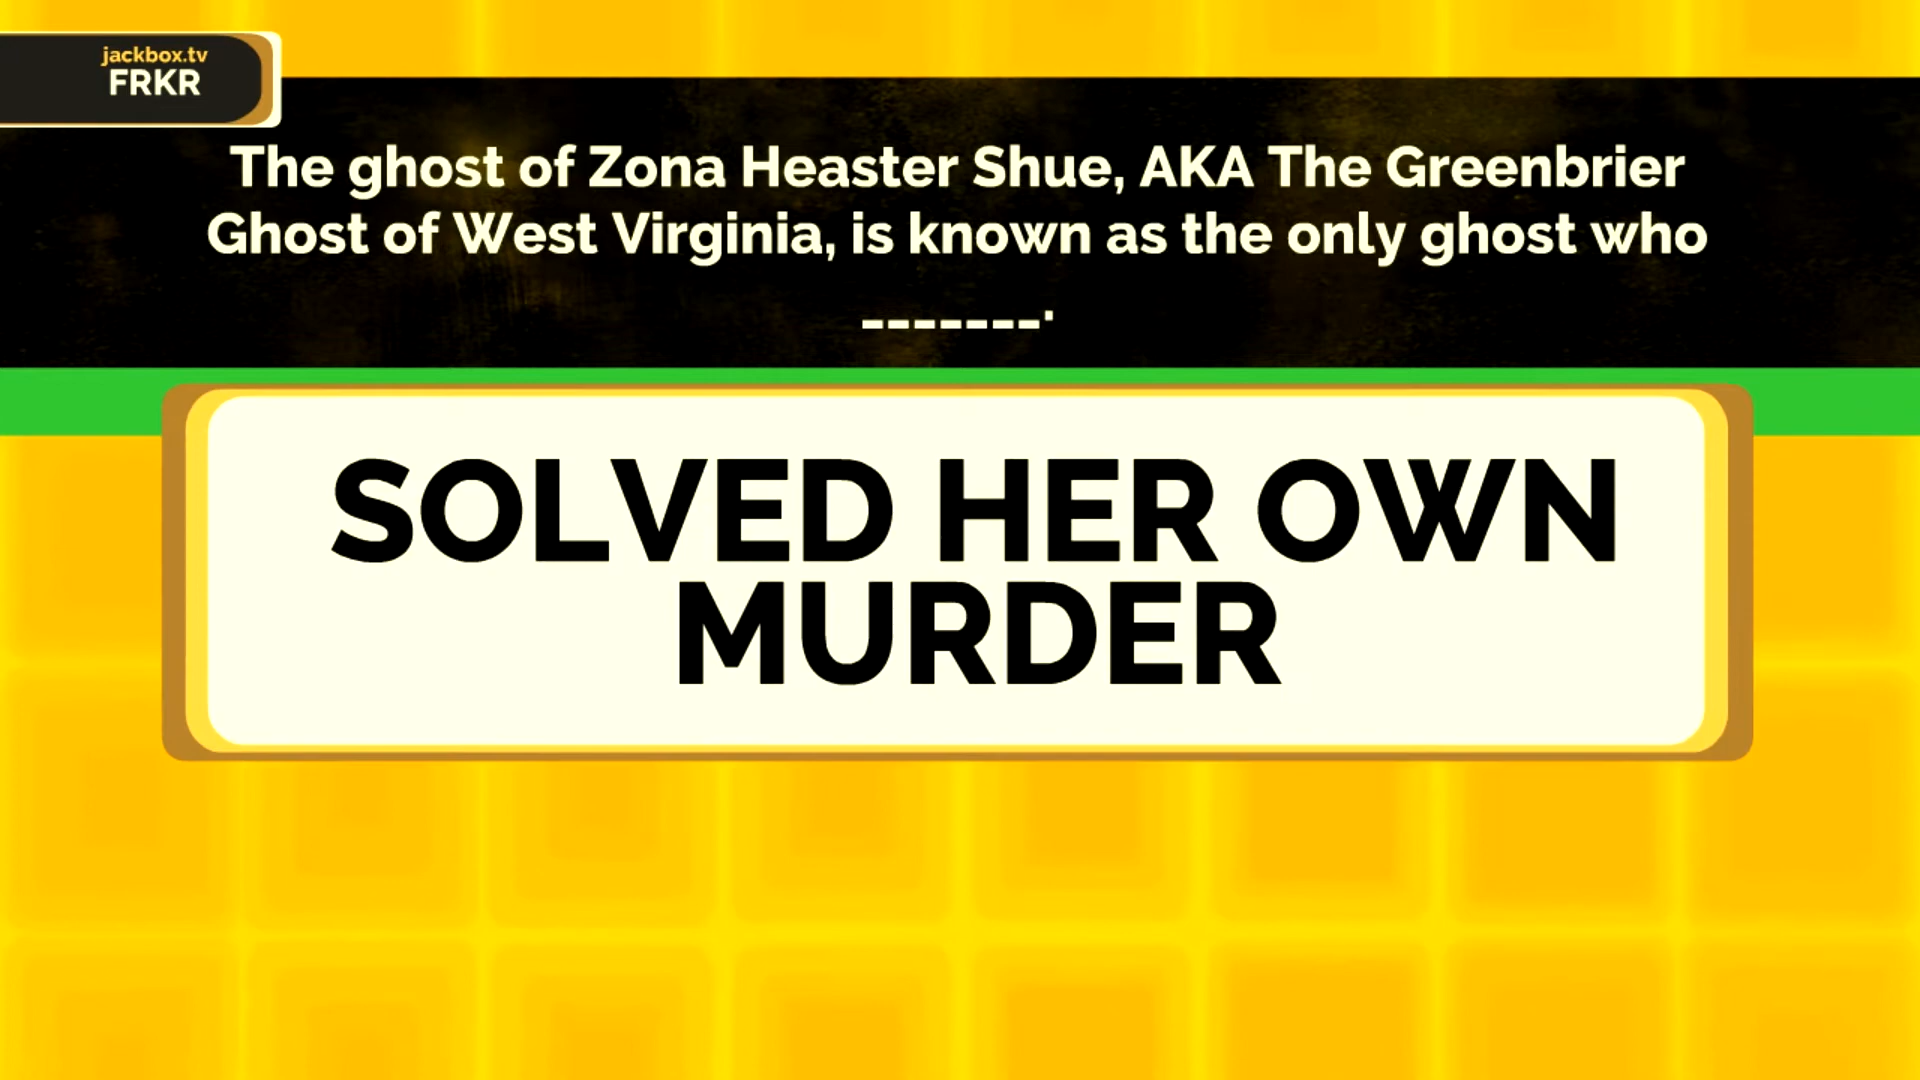 jackbox.tv
FRKR
The ghost of Zona Heaster Shue, AKA The Greenbrier
Ghost of West Virginia, is known as the only ghost who
_______.
SOLVED HER OWN
MURDER